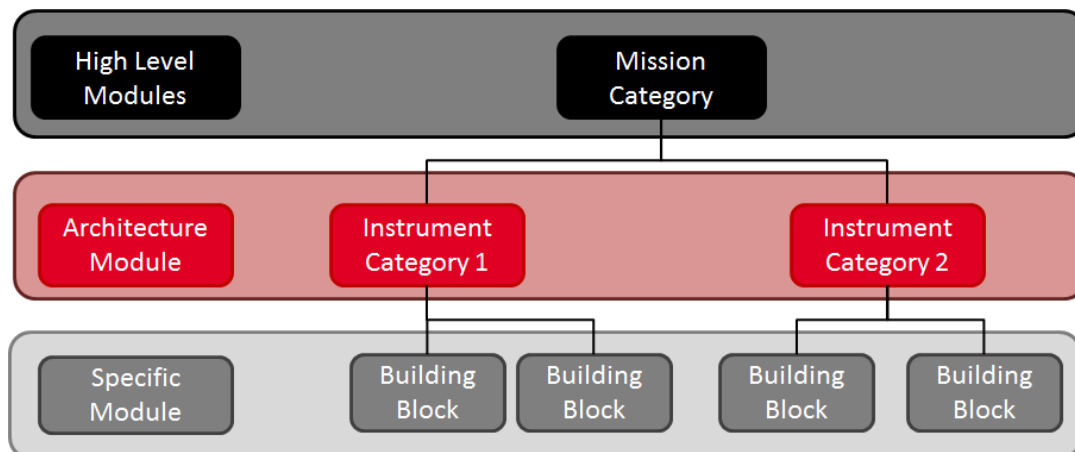 High Level
Modules
Mission
Category
Architecture
Module
Instrument
Category 1
Instrument
Category 2
Specific
Module
Building
Block
Building
Block
Building
Block
Building
Block